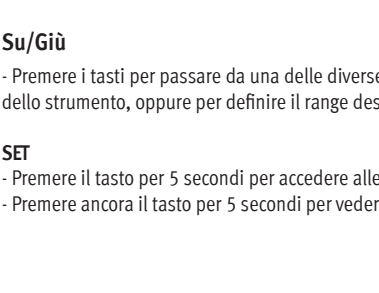 Su/Giù
- Premere i tasti per passare da una delle diverse
dello strumento, oppure per definire il range des
SET
- Premere il tasto per 5 secondi per accedere alle
- Premere ancora il tasto per 5 secondi per veder